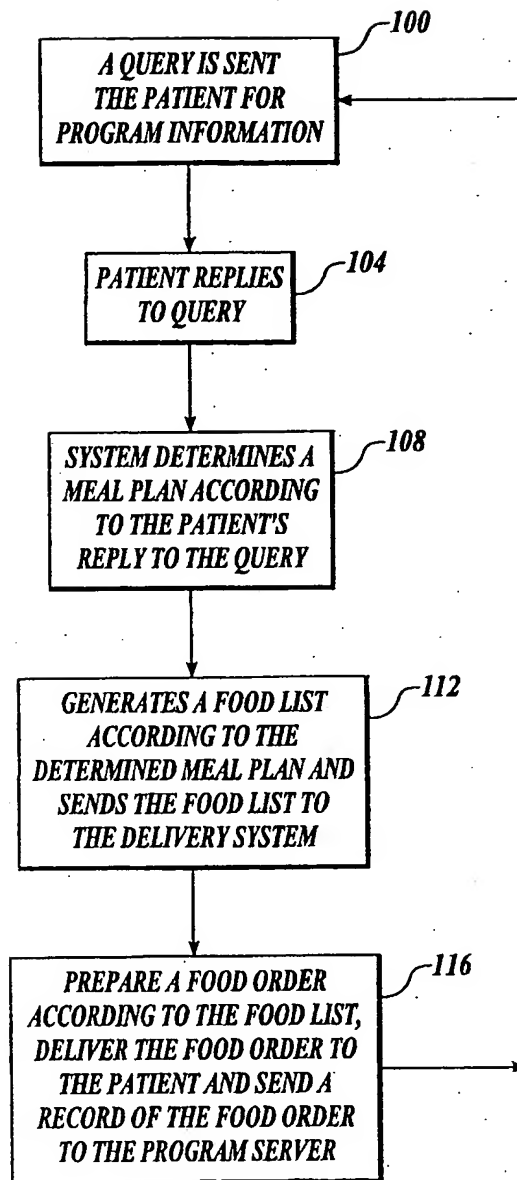 100
A QUERY IS SENT
THE PATIENT FOR
PROGRAM INFORMATION
104
PATIENT REPLIES
TO QUERY
108
SYSTEM DETERMINES A
MEAL PLAN ACCORDING
TO THE PATIENT'S
REPLY TO THE QUERY
112
GENERATES A FOOD LIST
ACCORDING TO THE
DETERMINED MEAL PLAN AND
SENDS THE FOOD LIST TO
THE DELIVERY SYSTEM
116
PREPARE A FOOD ORDER
ACCORDING TO THE FOOD LIST,
DELIVER THE FOOD ORDER TO
THE PATIENT AND SEND A
RECORD OF THE FOOD ORDER
TO THE PROGRAM SERVER